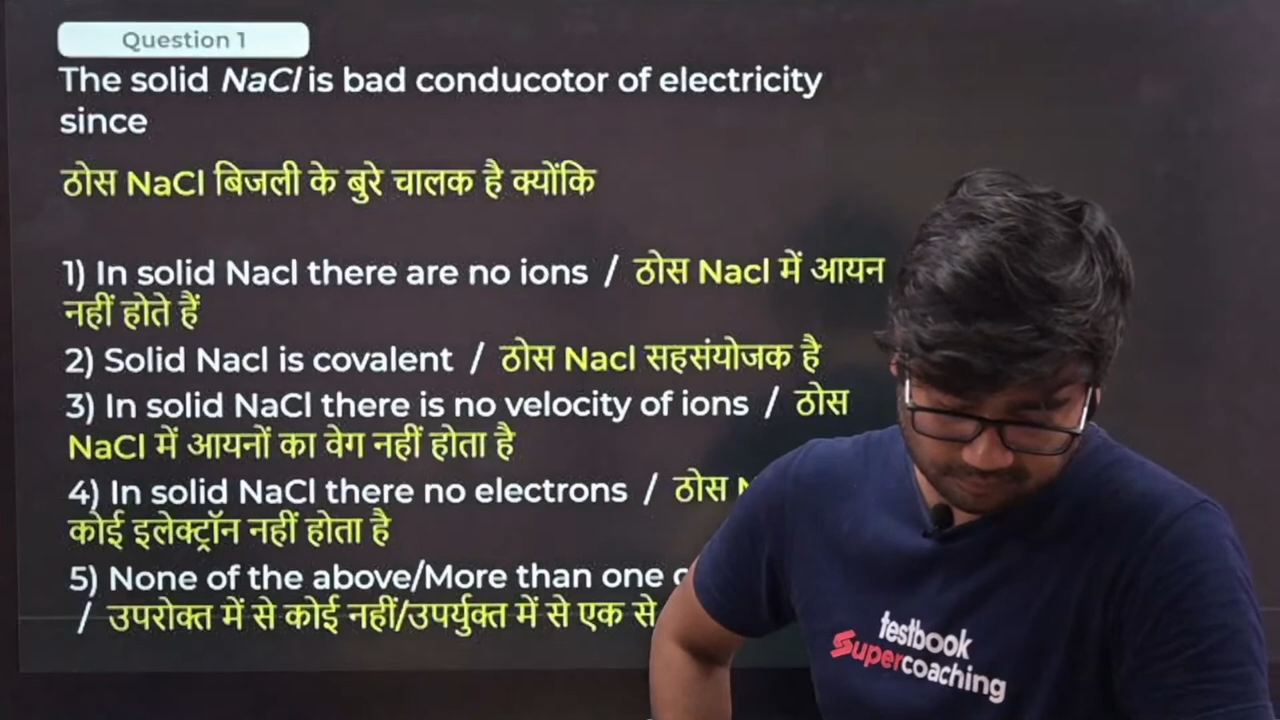 Question 1
The solid NaCl is bad conducotor of electricity
since
ठोस NaCl बिजली के बुरे चालक है क्योंकि
1) In solid Nacl there are no ions / ठोस Nacl में आयन
नहीं होते हैं
2) Solid Nacl is covalent / ठोस Nacl सहसंयोजक है
3) In solid NaCl there is no velocity of ions / ठोस
NaCl में आयनों का वेग नहीं होता है
4) In solid NaCl there no electrons / ठोस
कोई इलेक्ट्रॉन नहीं होता है
5) None of the above/More than one
/ उपरोक्त में से कोई नहीं/उपर्युक्त में से एक से
testbook
Supercoaching